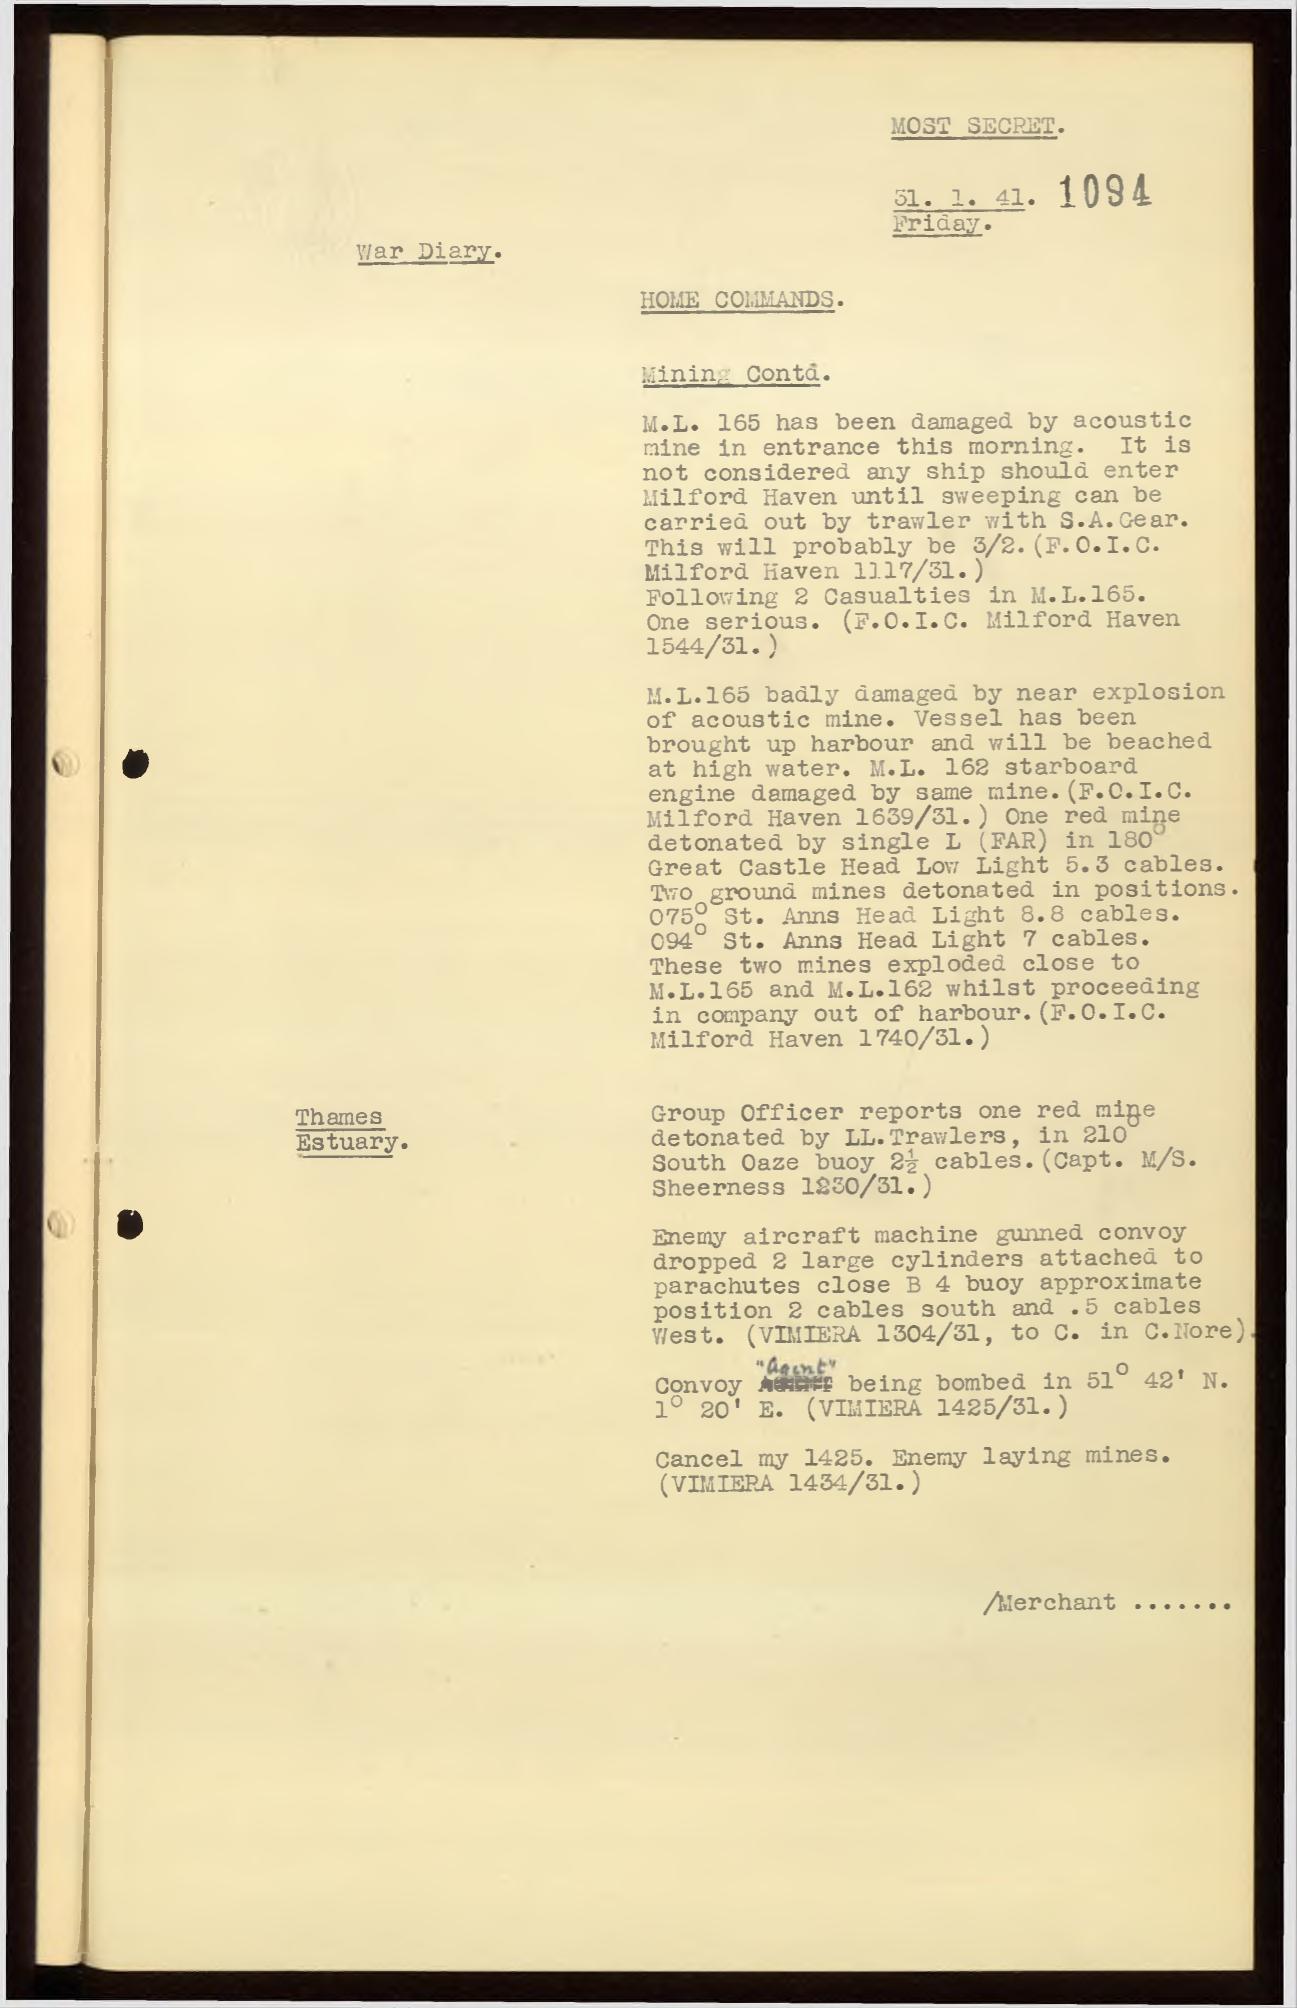 MOST SECRET.
31. 1. 41. 1094
Friday.
War Diary.
HOME COMMANDS.
Mining Contd.
M.L. 165 has been damaged by acoustic
mine in entrance this morning. It is
not considered any ship should enter
Milford Haven until sweeping can be
carried out by trawler with S.A.Gear.
This will probably be 3/2.(F.O.I.C.
Milford Haven 1117/31.)
Following 2 Casualties in M.L.165.
One serious. (F.O.I.C. Milford Haven
1544/31.)
M.L.165 badly damaged by near explosion
of acoustic mine. Vessel has been
brought up harbour and will be beached
at high water. M.L. 162 starboard
engine damaged by same mine.(F.O.I.C.
Milford Haven 1639/31.) One red mine
detonated by single L (FAR) in 180°
Great Castle Head Low Light 5.3 cables.
Two ground mines detonated in positions.
075° St. Anns Head Light 8.8 cables.
094° St. Anns Head Light 7 cables.
These two mines exploded close to
M.L.165 and M.L.162 whilst proceeding
in company out of harbour.(F.O.I.C.
Milford Haven 1740/31.)
Thames
Estuary.
Group Officer reports one red mine
detonated by LL.Trawlers, in 210°
South Oaze buoy 2½ cables.(Capt. M/S.
Sheerness 1230/31.)
Enemy aircraft machine gunned convoy
dropped 2 large cylinders attached to
parachutes close B 4 buoy approximate
position 2 cables south and .5 cables
West. (VIMIERA 1304/31, to C. in C.Nore).
Convoy "Agent" being bombed in 51° 42' N.
1° 20' E. (VIMIERA 1425/31.)
Cancel my 1425. Enemy laying mines.
(VIMIERA 1434/31.)
/Merchant .......